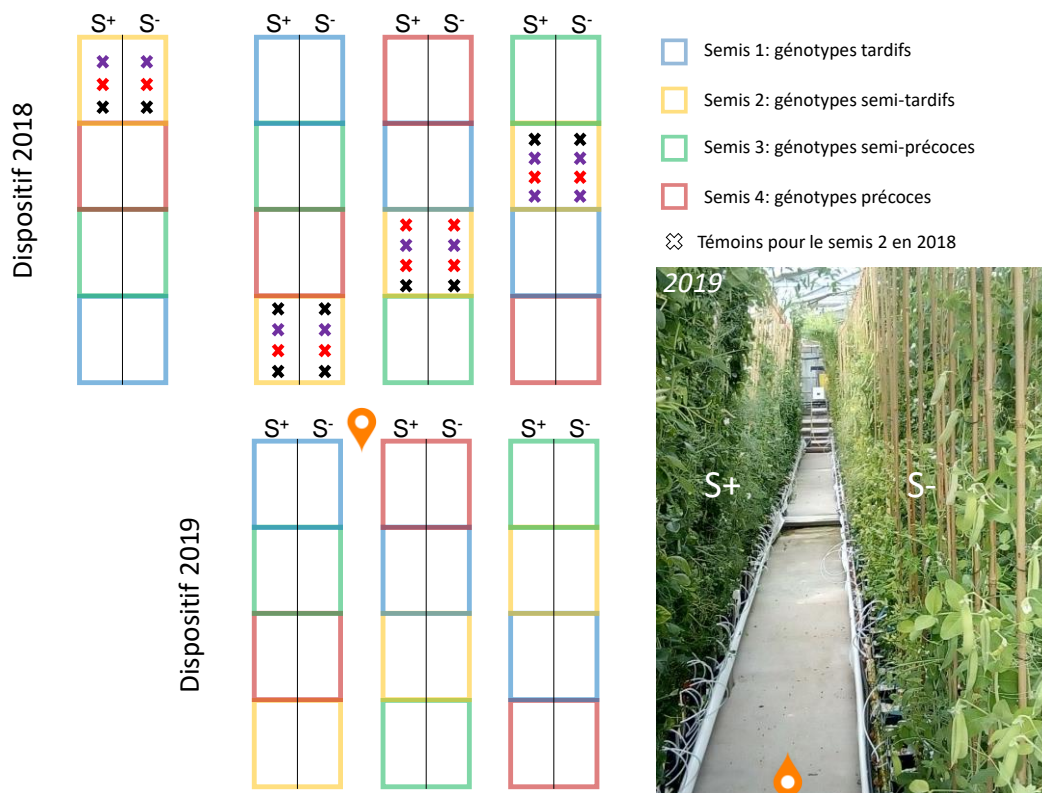 S+ S-
S+ S-
S+ S-
S+ S-
Dispositif 2018
Semis 1: génotypes tardifs
Semis 2: génotypes semi-tardifs
Semis 3: génotypes semi-précoces
Semis 4: génotypes précoces
Témoins pour le semis 2 en 2018
2019
S+ S-
S+ S-
S+ S-
S+
S-
Dispositif 2019